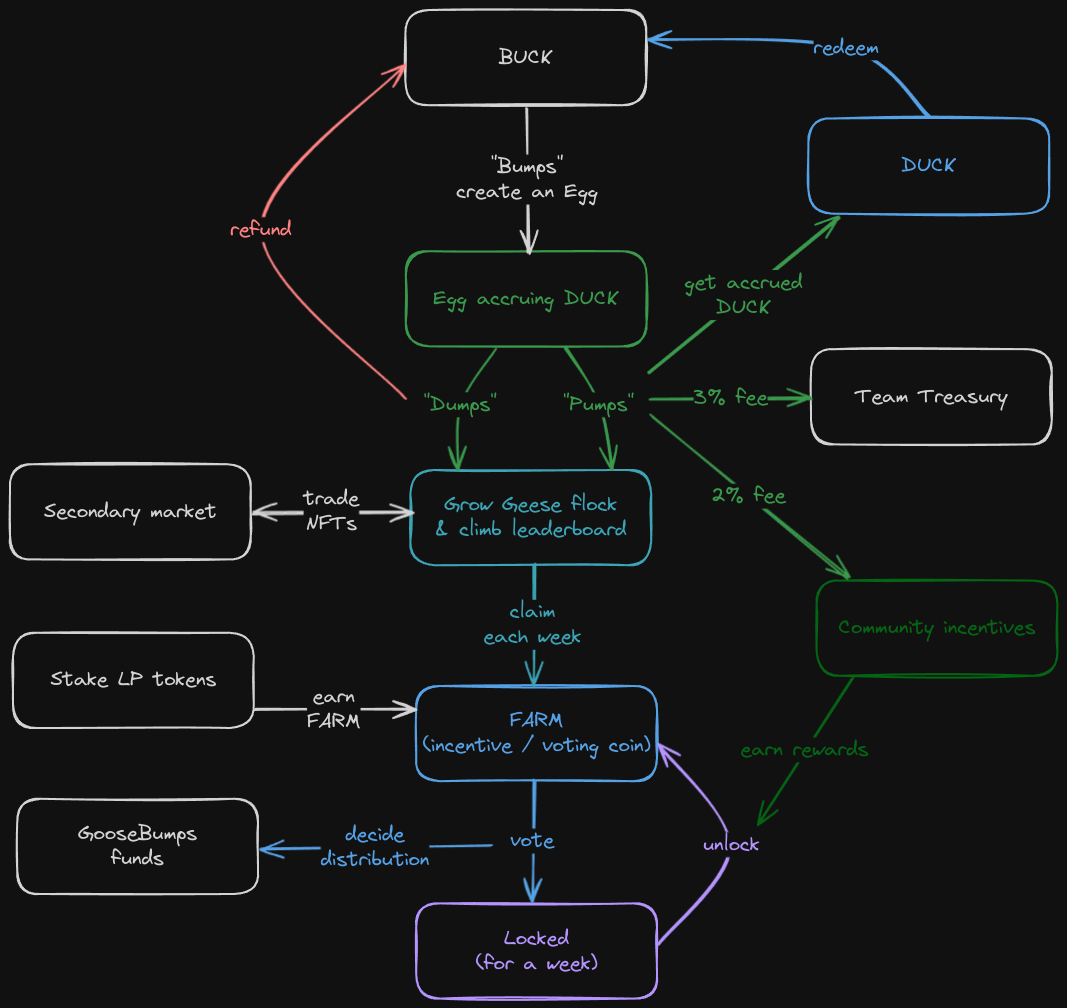 BUCK
redeem
DUCK
"Bumps"
create an Egg
refund
Egg accruing DUCK
get accrued
DUCK
"Dumps"
"Pumps"
3% fee
Team Treasury
2% fee
Secondary market
trade
NFTs
Grow Geese flock
& climb leaderboard
claim
each week
Community incentives
Stake LP tokens
earn
FARM
FARM
(incentive / voting coin)
earn rewards
GooseBumps
funds
decide
distribution
vote
unlock
Locked
(for a week)